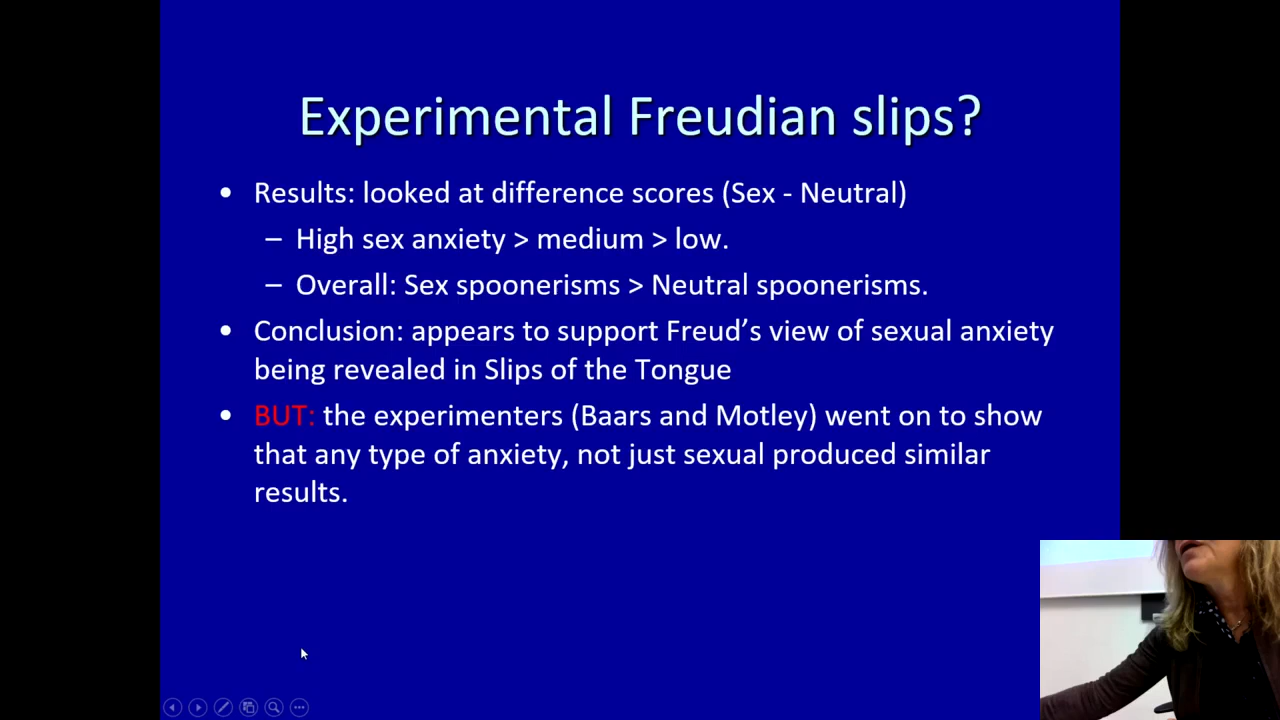 Experimental Freudian slips?
• Results: looked at difference scores (Sex - Neutral)
– High sex anxiety > medium > low.
– Overall: Sex spoonerisms > Neutral spoonerisms.
• Conclusion: appears to support Freud’s view of sexual anxiety
being revealed in Slips of the Tongue
• BUT: the experimenters (Baars and Motley) went on to show
that any type of anxiety, not just sexual produced similar
results.